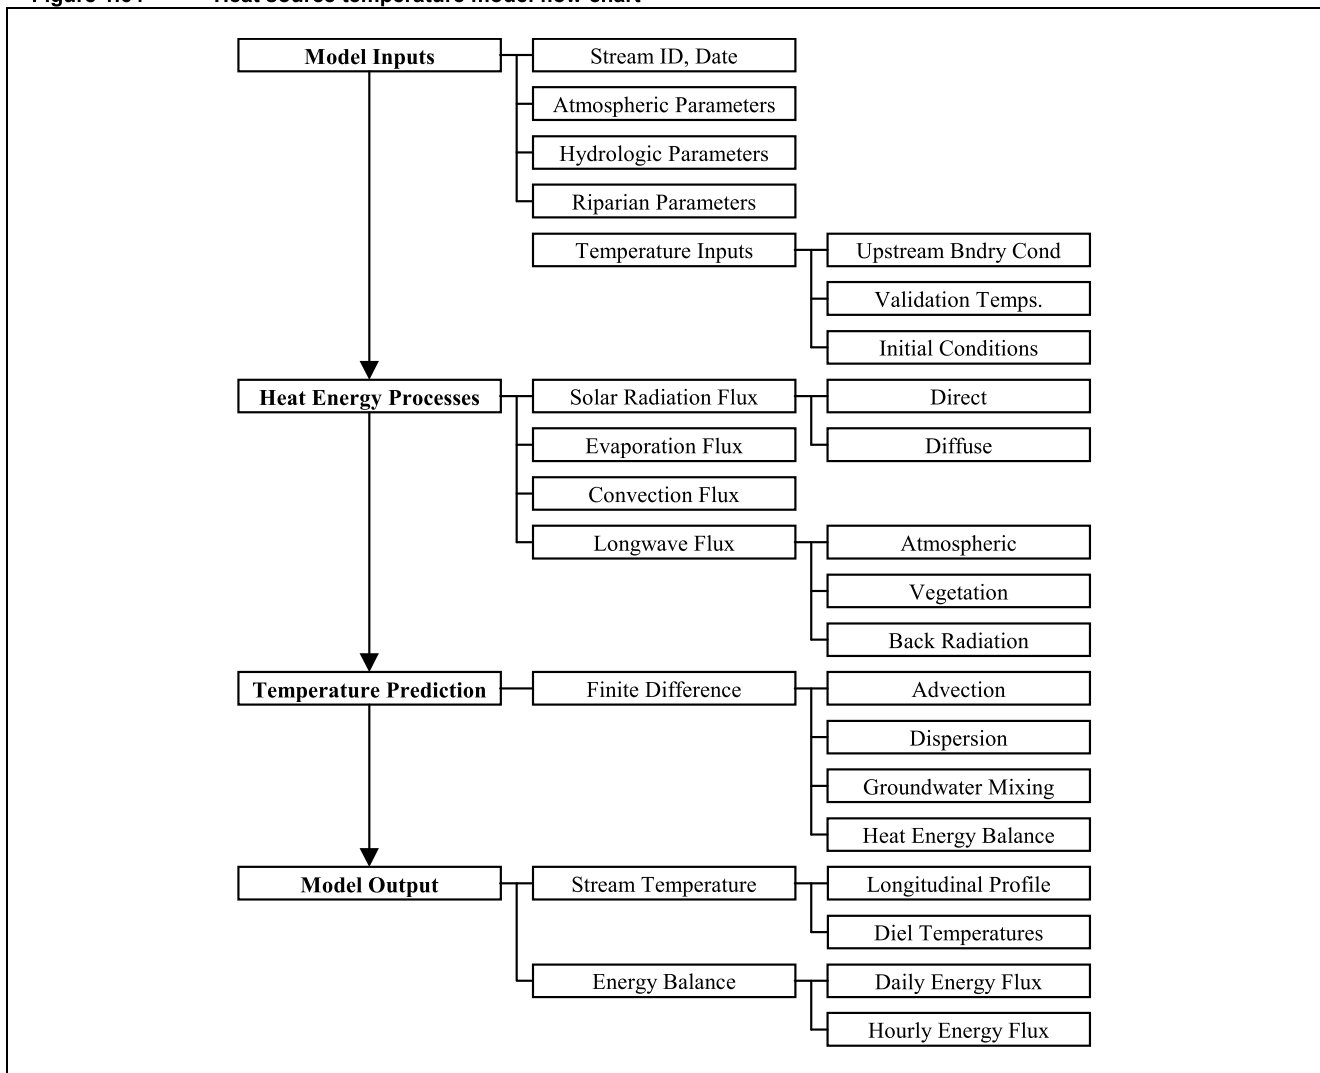 Heat source temperature model flow chart
Model Inputs
Stream ID, Date
Atmospheric Parameters
Hydrologic Parameters
Riparian Parameters
Temperature Inputs
Upstream Bndry Cond
Validation Temps.
Initial Conditions
Heat Energy Processes
Solar Radiation Flux
Direct
Evaporation Flux
Diffuse
Convection Flux
Longwave Flux
Atmospheric
Vegetation
Back Radiation
Temperature Prediction
Finite Difference
Advection
Dispersion
Groundwater Mixing
Heat Energy Balance
Model Output
Stream Temperature
Longitudinal Profile
Diel Temperatures
Energy Balance
Daily Energy Flux
Hourly Energy Flux